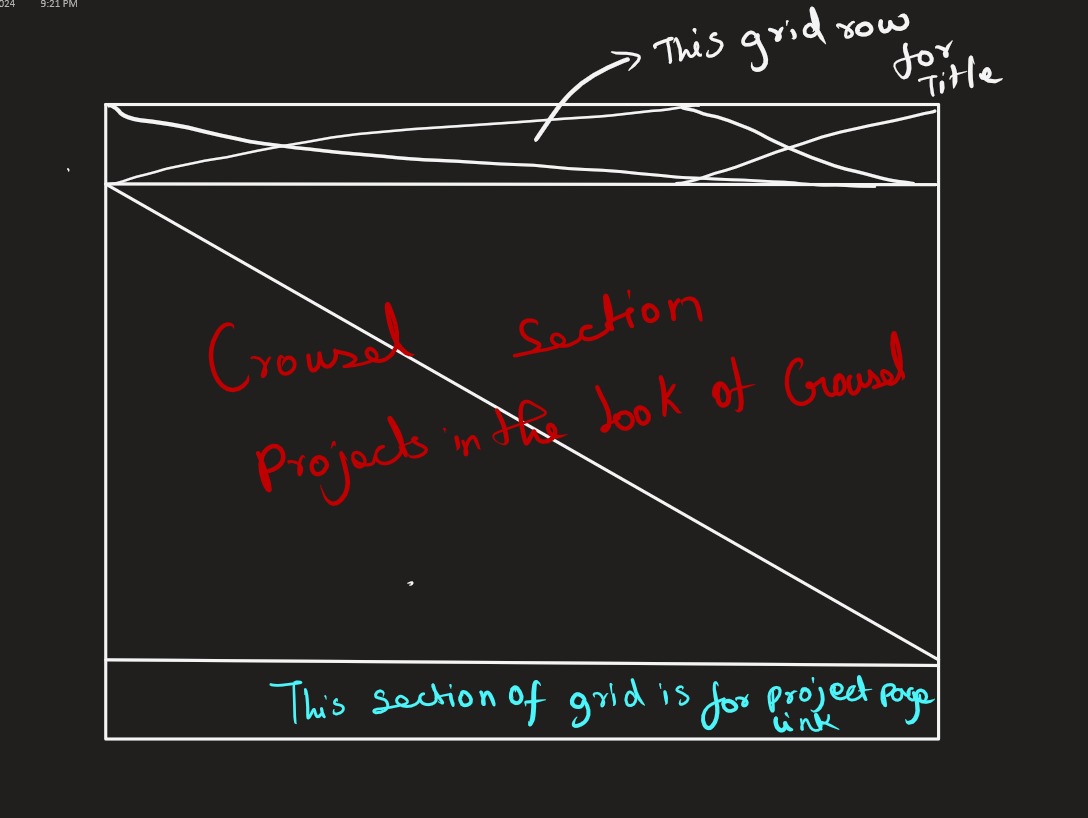 024 9:21 PM
This grid row
for
Title
Crousel Section
Projects in the look of Crousel
This section of grid is for project page
link